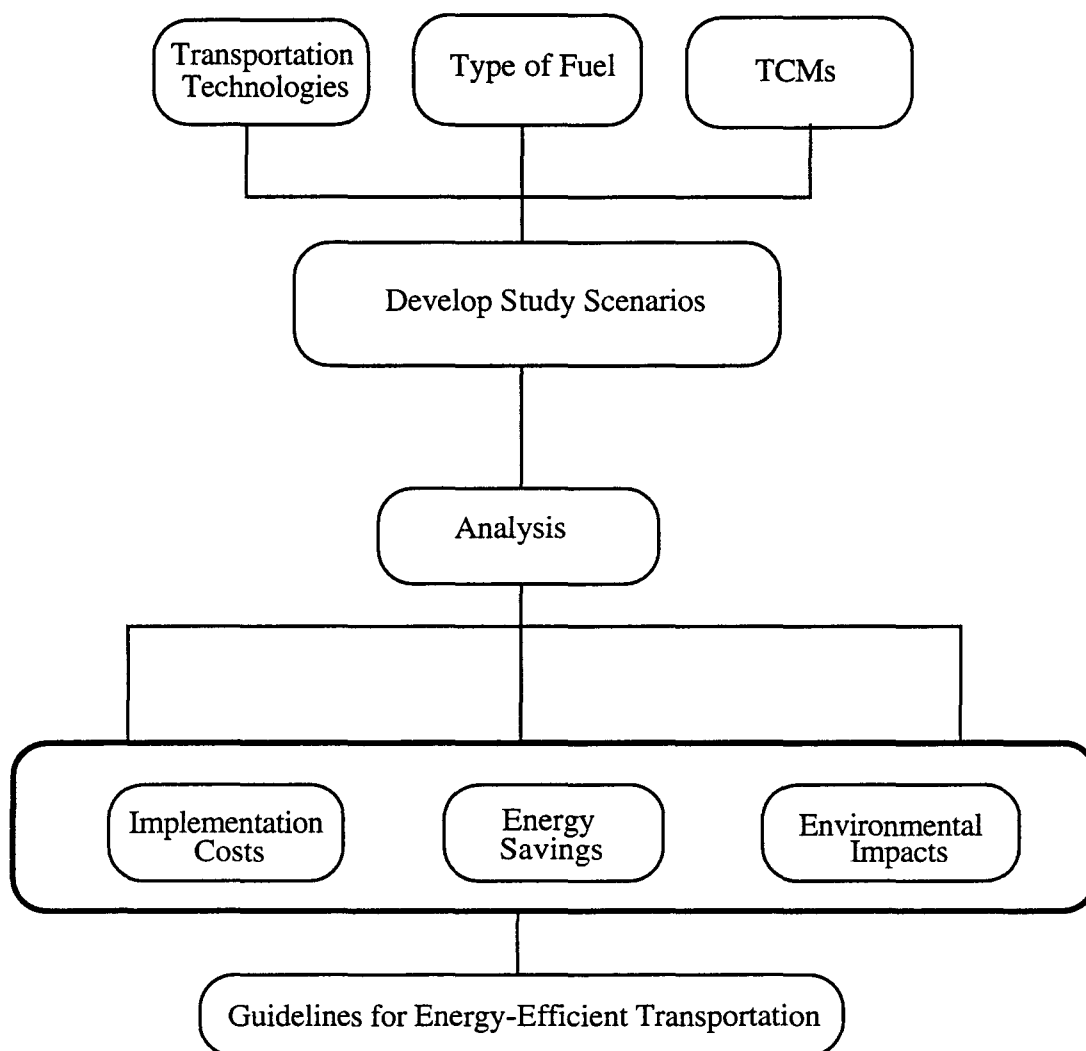 Transportation
Technologies
Type of Fuel
TCMs
Develop Study Scenarios
Analysis
Implementation
Costs
Energy
Savings
Environmental
Impacts
Guidelines for Energy-Efficient Transportation